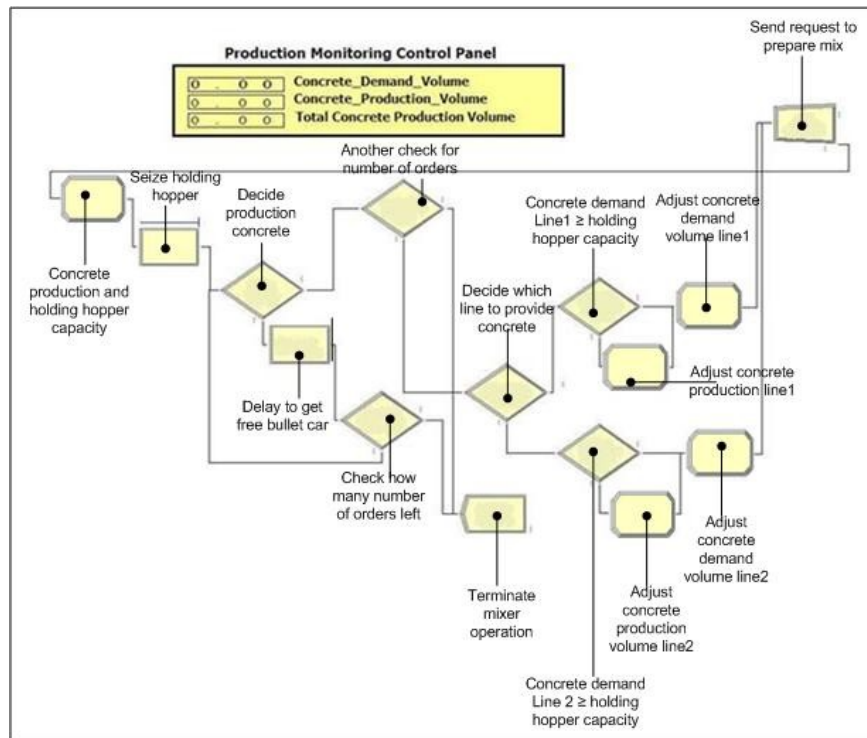 Send request to
prepare mix
Production Monitoring Control Panel
0 . 0 0 Concrete_Demand_Volume
0 . 0 0 Concrete_Production_Volume
0 . 0 0 Total Concrete Production Volume
Another check for
number of orders
Seize holding
hopper
Decide
production
concrete
Concrete demand
Line1 ≥ holding
hopper capacity
Adjust concrete
demand
volume line1
Concrete
production and
holding hopper
capacity
Decide which
line to provide
concrete
Adjust concrete
production line1
Delay to get
free bullet car
Check how
many number
of orders left
Adjust
concrete
demand
volume line2
Terminate
mixer
operation
Adjust
concrete
production
volume line2
Concrete demand
Line 2 ≥ holding
hopper capacity